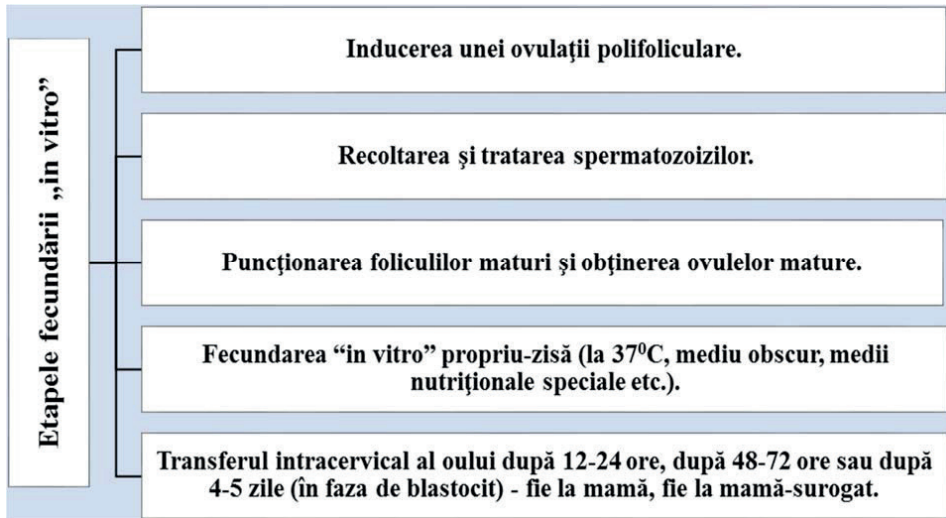 Etapele fecundării „in vitro”
Inducerea unei ovulaţii polifoliculare.
Recoltarea şi tratarea spermatozoizilor.
Puncţionarea foliculilor maturi şi obţinerea ovulelor mature.
Fecundarea “in vitro” propriu-zisă (la 37⁰C, mediu obscur, medii
nutriţionale speciale etc.).
Transferul intracervical al oului după 12-24 ore, după 48-72 ore sau după
4-5 zile (în faza de blastocit) - fie la mamă, fie la mamă-surogat.